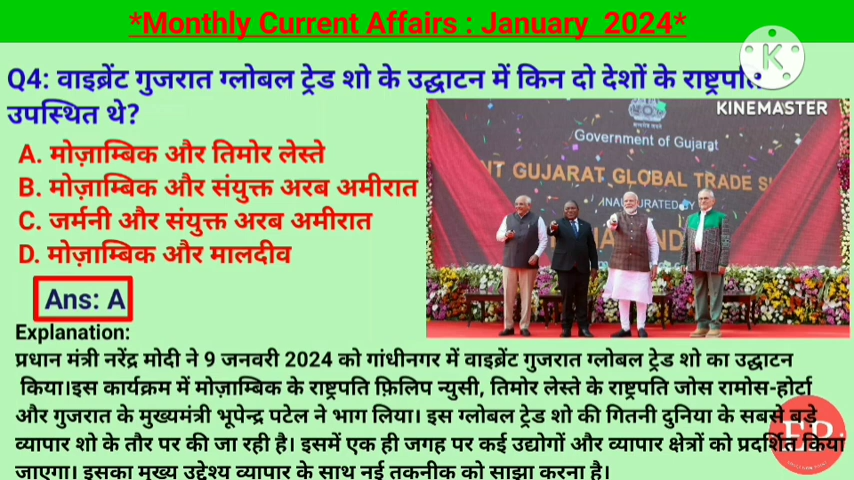 *Monthly Current Affairs : January 2024*
Q4: वाइब्रेंट गुजरात ग्लोबल ट्रेड शो के उद्घाटन में किन दो देशों के राष्ट्रपति
उपस्थित थे?
KINEMASTER
A. मोज़ाम्बिक और तिमोर लेस्ते
B. मोज़ाम्बिक और संयुक्त अरब अमीरात
C. जर्मनी और संयुक्त अरब अमीरात
D. मोज़ाम्बिक और मालदीव
Government of Gujarat
NT GUJARAT GLOBAL TRADE S
INAUGURATED BY
Ans: A
Explanation:
प्रधान मंत्री नरेंद्र मोदी ने 9 जनवरी 2024 को गांधीनगर में वाइब्रेंट गुजरात ग्लोबल ट्रेड शो का उद्घाटन
किया।इस कार्यक्रम में मोज़ाम्बिक के राष्ट्रपति फ़िलिप न्युसी, तिमोर लेस्ते के राष्ट्रपति जोस रामोस-होर्टा
और गुजरात के मुख्यमंत्री भूपेन्द्र पटेल ने भाग लिया। इस ग्लोबल ट्रेड शो की गितनी दुनिया के सबसे बड़े
व्यापार शो के तौर पर की जा रही है। इसमें एक ही जगह पर कई उद्योगों और व्यापार क्षेत्रों को प्रदर्शित किया
जाएगा। इसका मुख्य उद्देश्य व्यापार के साथ नई तकनीक को साझा करना है।